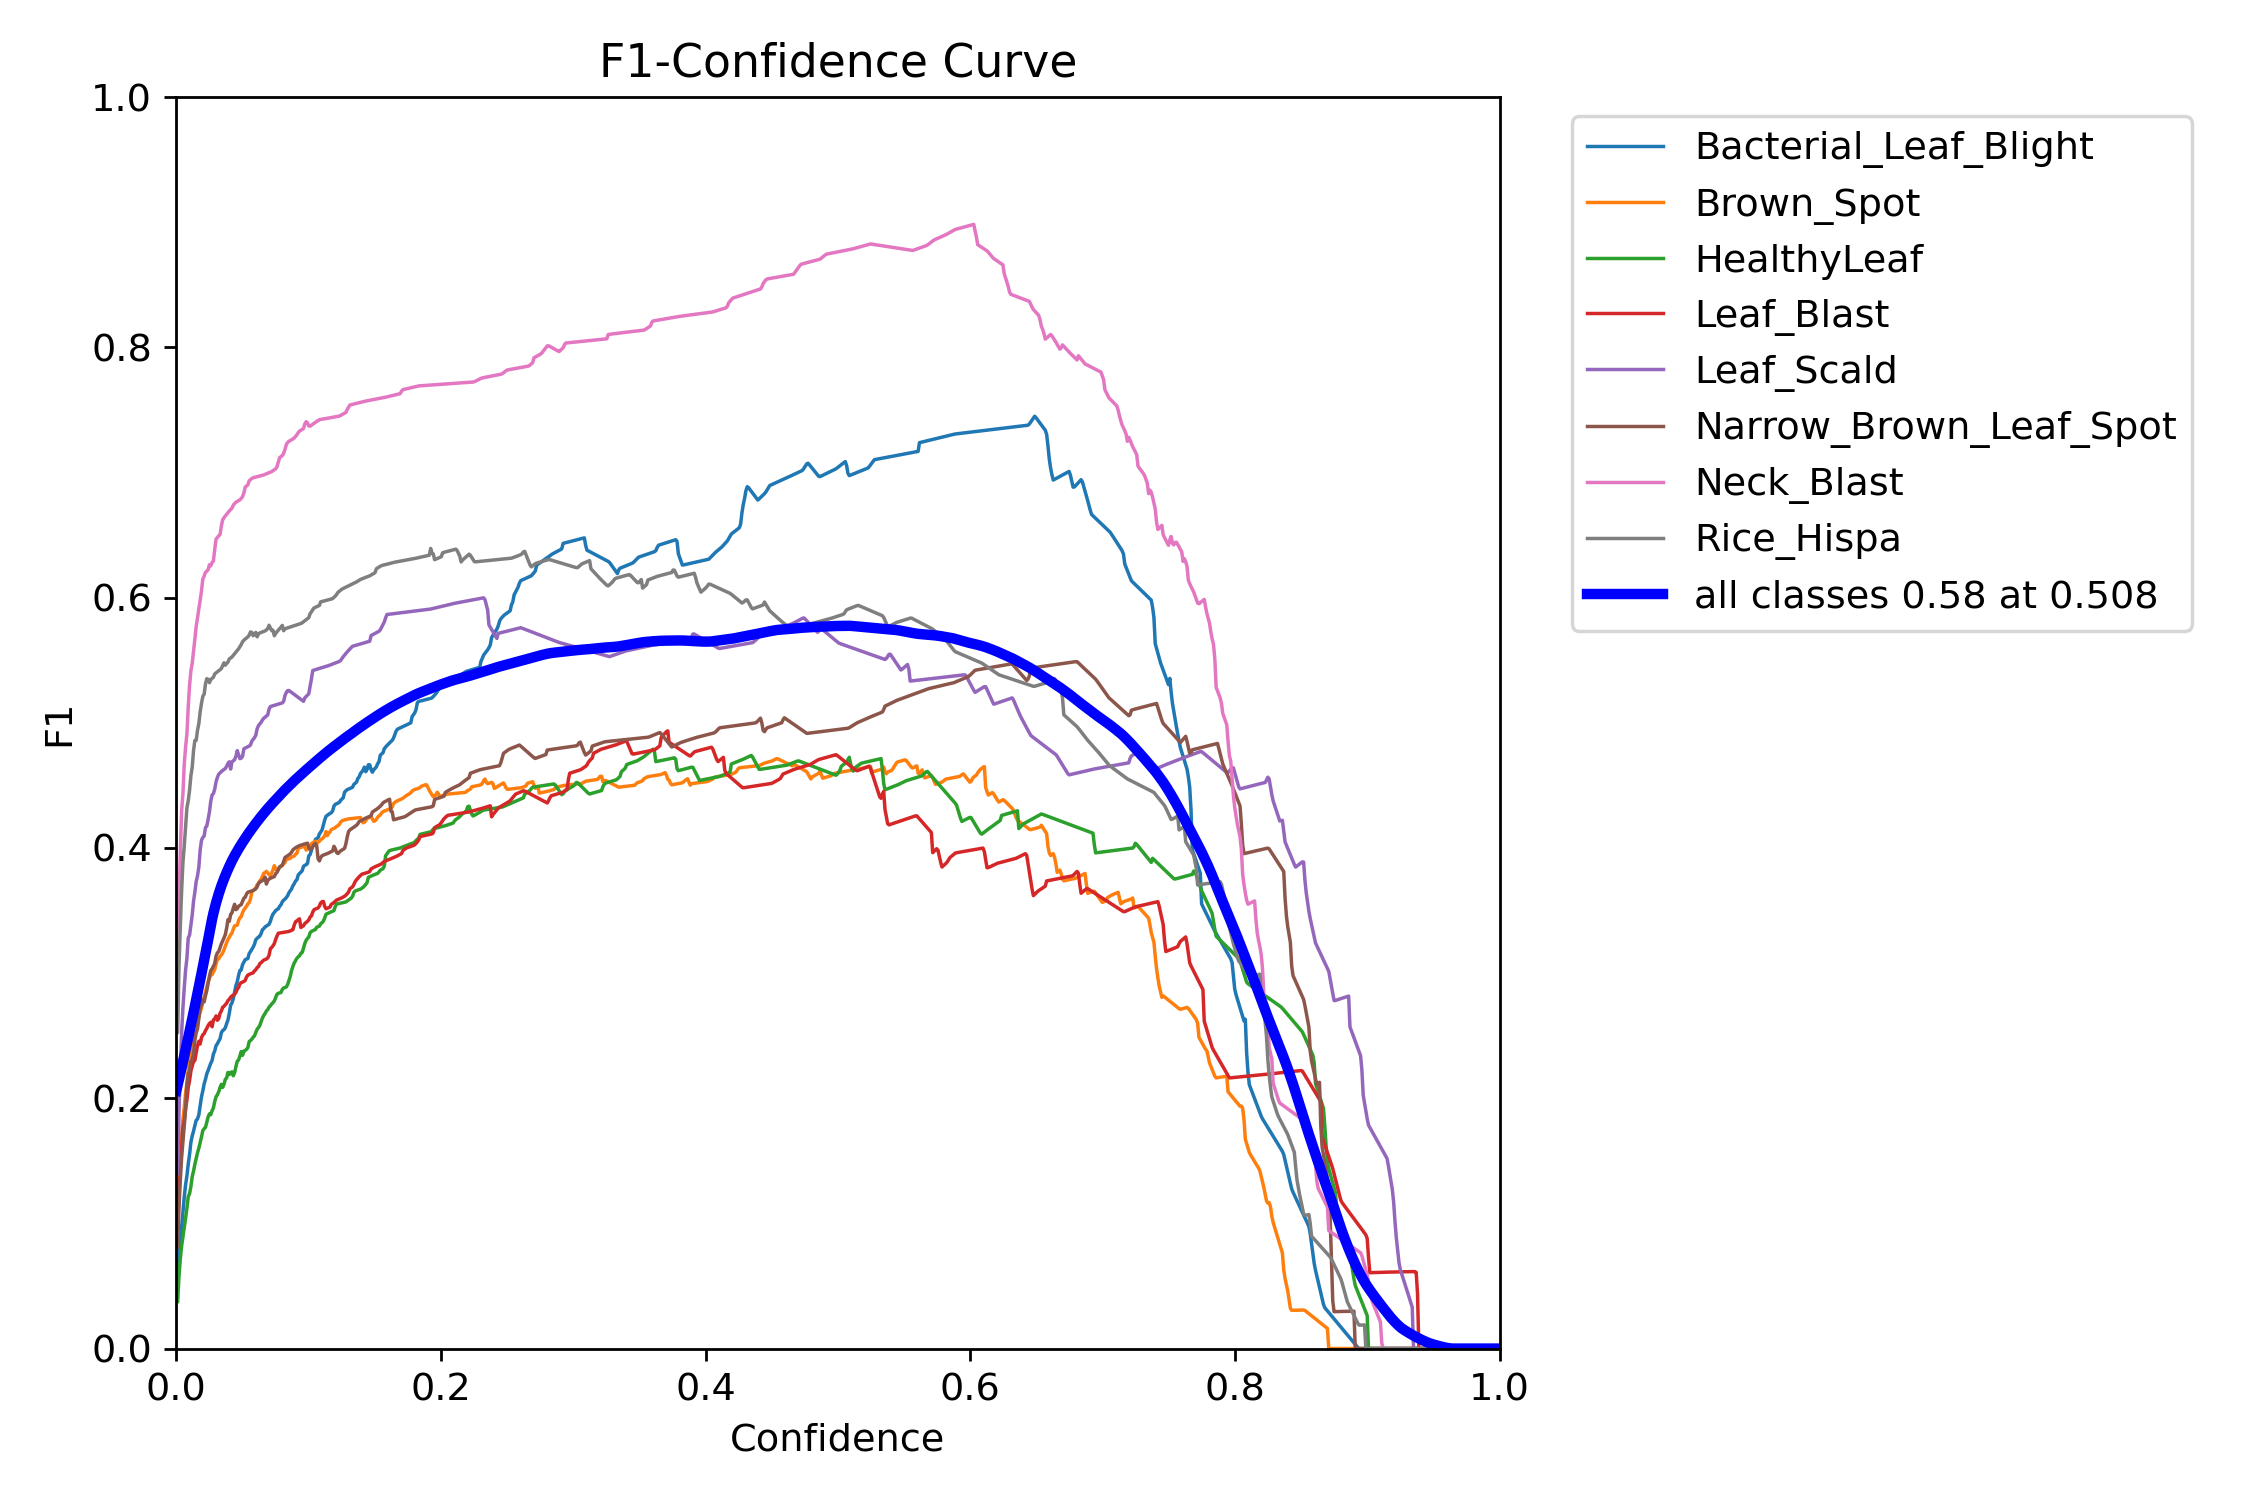 F1-Confidence Curve
1.0
0.8
0.6
0.4
0.2
0.0
F1
0.0 0.2 0.4 0.6 0.8 1.0
Confidence
Bacterial_Leaf_Blight
Brown_Spot
HealthyLeaf
Leaf_Blast
Leaf_Scald
Narrow_Brown_Leaf_Spot
Neck_Blast
Rice_Hispa
all classes 0.58 at 0.508